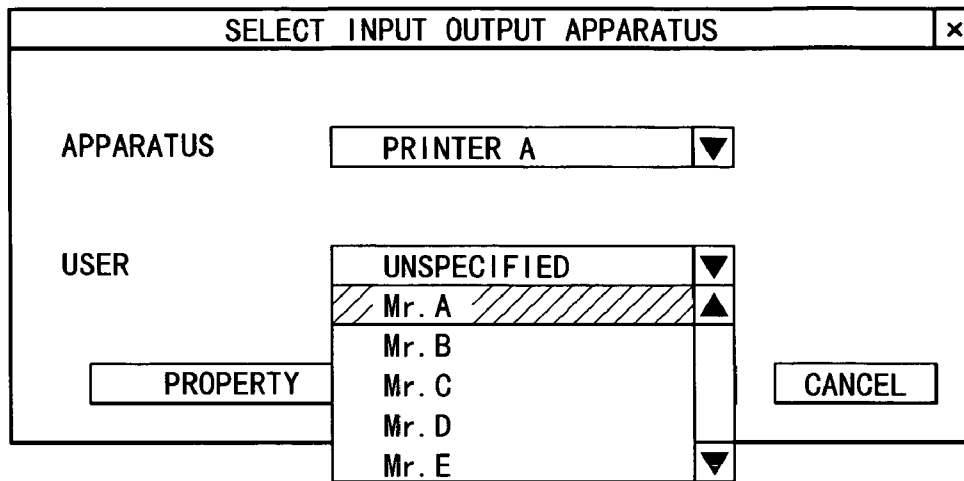 SELECT INPUT OUTPUT APPARATUS ×
APPARATUS PRINTER A ▼
USER UNSPECIFIED ▼
Mr. A ▲
Mr. B
PROPERTY Mr. C CANCEL
Mr. D
Mr. E ▼